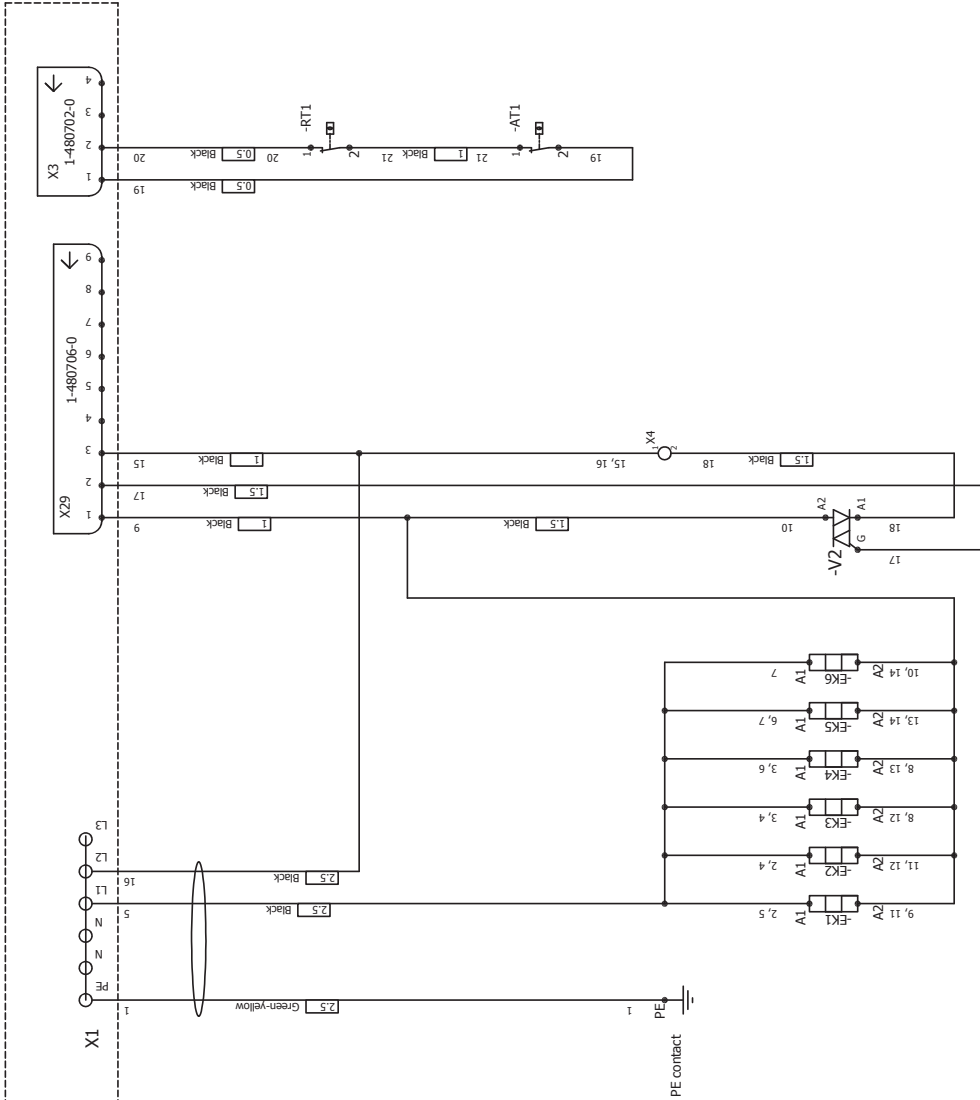 4
3
2
1
1-480702-0
X3
20
Black
0.5
20
-RT1
1
2
21
Black
1
21
-AT1
1
2
19
19
Black
0.5
9
8
7
6
5
4
3
2
1
1-480706-0
X29
15
Black
1
15, 16
X4
1
2
18
Black
1.5
17
Black
1.5
9
Black
1
Black
1.5
10
A2
A1
G
-V2
18
17
7
A1
-EK6
A2
10, 14
6, 7
A1
-EK5
A2
13, 14
3, 6
A1
-EK4
A2
8, 13
3, 4
A1
-EK3
A2
8, 12
2, 4
A1
-EK2
A2
11, 12
2, 5
A1
-EK1
A2
9, 11
L3
L2
L1
N
N
PE
X1
16
Black
2.5
5
Black
2.5
1
Green-yellow
2.5
1
PE
PE contact